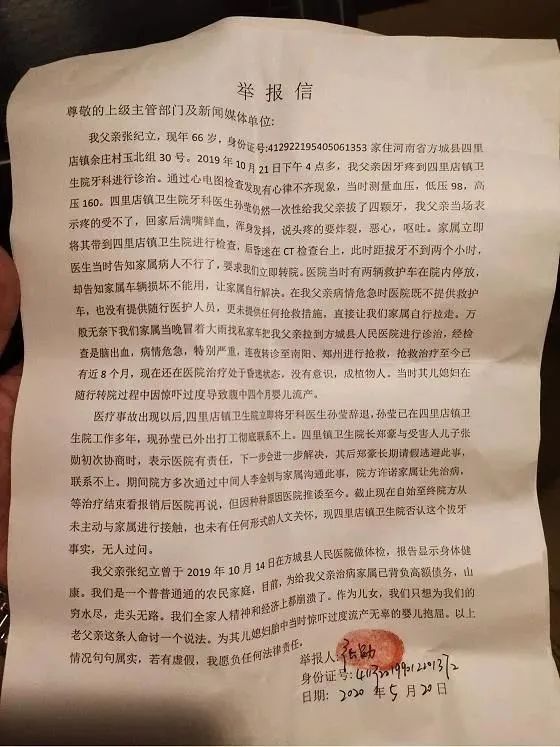 举报信
尊敬的上级主管部门及新闻媒体单位:
我父亲张纪立，现年 66 岁，身份证号:412922195405061353 家住河南省方城县四里
店镇余庄村玉北组 30 号。2019 年 10 月 21 日下午 4 点多，我父亲因牙疼到四里店镇卫
生院牙科进行诊治。通过心电图检查发现有心律不齐现象，当时测量血压，低压 98，高
压 160。四里店镇卫生院牙科医生孙莹仍然一次性给我父亲拔了四颗牙，我父亲当场表
示疼的受不了，回家后满嘴鲜血，浑身发抖，说头疼的要炸裂，恶心，呕吐。家属立即
将其带到四里店镇卫生院进行检查，后昏迷在 CT 检查台上，此时距拔牙不到两个小时，
医生当时告知家属病人不行了，要求我们立即转院。医院当时有两辆救护车在院内停放，
却告知家属车辆损坏不能用，让家属自行解决。在我父亲病情危急时医院既不提供救护
车，也没有提供随行医护人员，更未提供任何抢救措施，直接让我们家属自行拉走。万
般无奈下我们家属当晚冒着大雨找私家车把我父亲拉到方城县人民医院进行诊治，经检
查是脑出血，病情危急，特别严重，连夜转诊至南阳、郑州进行抢救，抢救治疗至今已
有近 8 个月，现在还在医院治疗处于昏迷状态，没有意识，成植物人。当时其儿媳妇在
随行转院过程中因惊吓过度导致腹中四个月婴儿流产。
医疗事故出现以后,四里店镇卫生院立即将牙科医生孙莹辞退，孙莹已在四里店镇卫
生院工作多年，现孙莹已外出打工彻底联系不上。四里镇卫生院长郑豪与受害人儿子张
勋初次协商时，表示医院有责任，下一步会进一步解决，其后郑豪长期请假逃避此事，
联系不上。期间院方多次通过中间人李金钊与家属沟通此事，院方许诺家属让先治病，
等治疗结束看报销后医院再说，但因种种原因医院推诿至今。截止现在自始至终院方从
未主动与家属进行接触，也未有任何形式的人文关怀，现四里店镇卫生院否认这个拔牙
事实，无人过问。
我父亲张纪立曾于 2019 年 10 月 14 日在方城县人民医院做体检，报告显示身体健
康。我们是一个普普通通的农民家庭，目前，为给我父亲治病家属已背负高额债务，山
穷水尽，走头无路。我们全家人精神和经济上都崩溃了。作为儿女，我们只想为我们的
老父亲这条人命讨一个说法。为其儿媳妇胎中当时惊吓过度流产无辜的婴儿抱屈。以上
情况句句属实，若有虚假，我愿负任何法律责任。
举报人: 张勋
身份证号:
日期: 2020 年 5 月 20 日